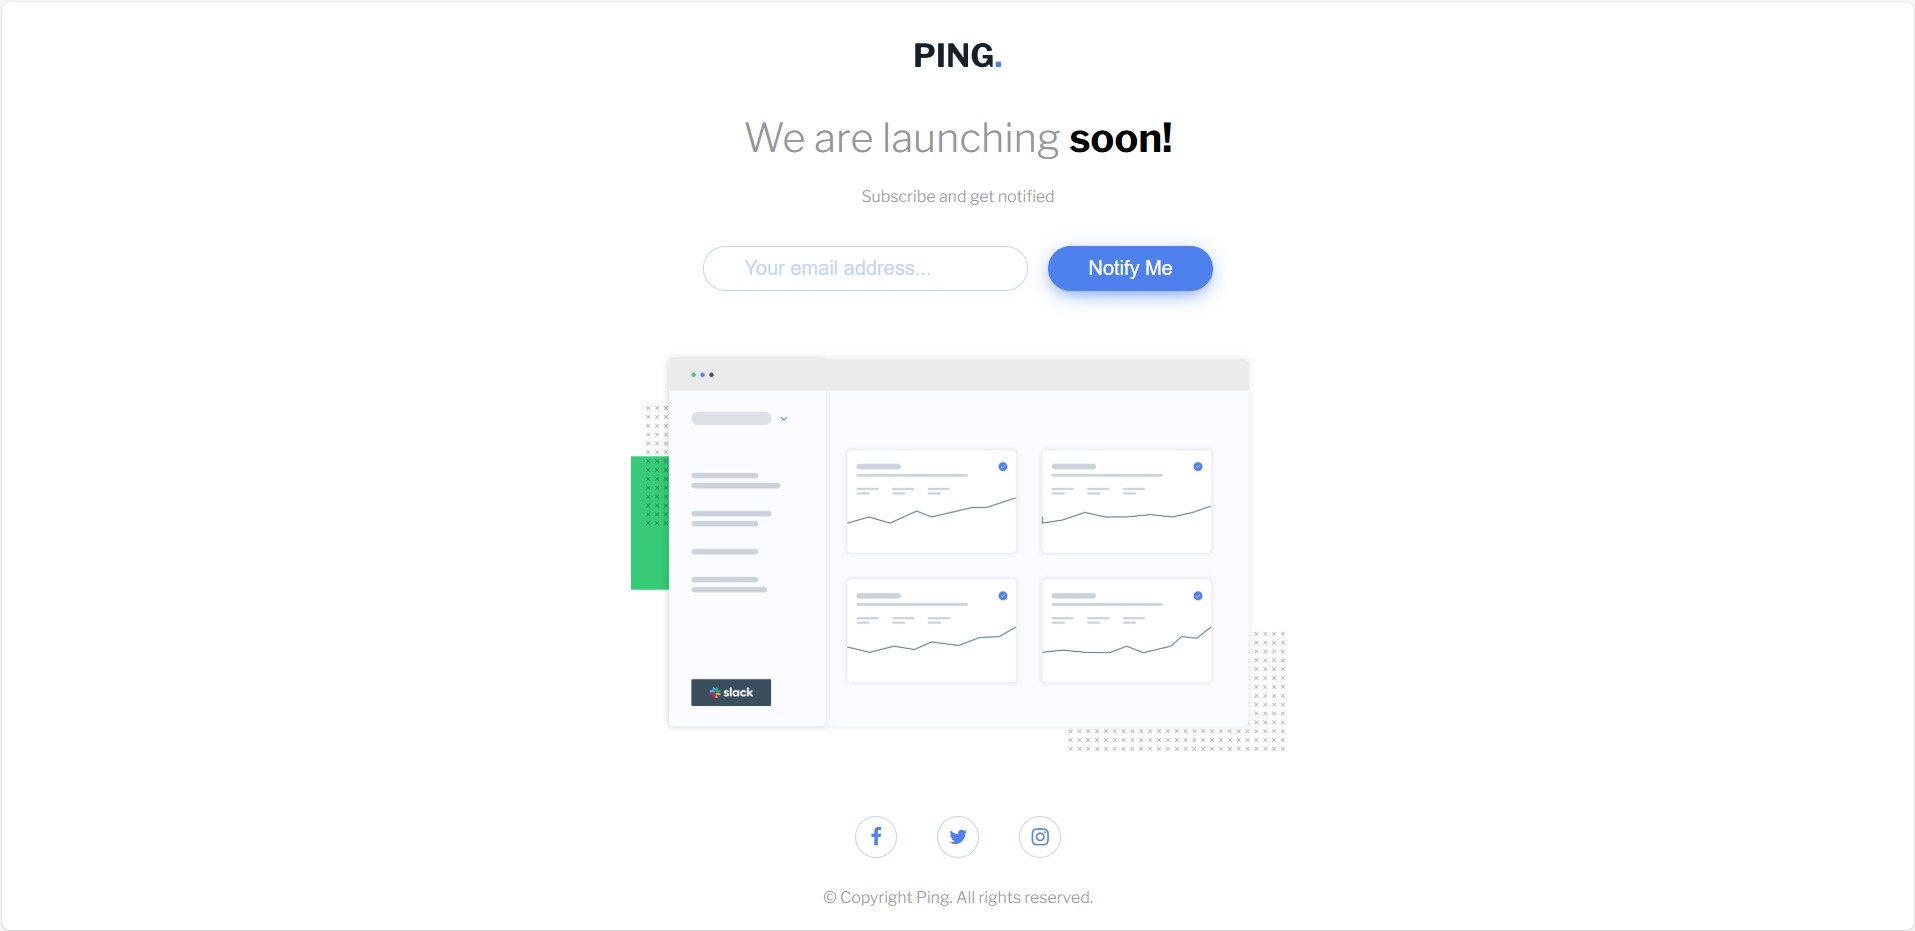 PING.
We are launching soon!
Subscribe and get notified
Your email address...
Notify Me
slack
© Copyright Ping. All rights reserved.